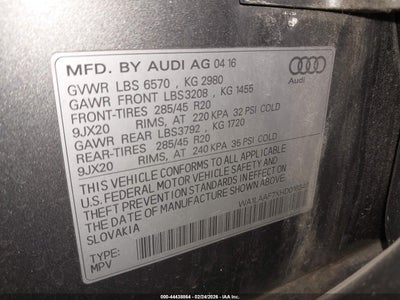 MFD. BY AUDI AG 04 16
GVWR LBS 6570 , KG 2980
GAWR FRONT LBS3208 , KG 1455
FRONT-TIRES 285/45 R20
9JX20 RIMS, AT 220 KPA 32 PSI COLD
GAWR REAR LBS3792 , KG 1720
REAR-TIRES 285/45 R20
9JX20 RIMS, AT 240 KPA 35 PSI COLD
THIS VEHICLE CONFORMS TO ALL APPLICABLE
U.S. FEDERAL MOTOR VEHICLE SAFETY AND
THEFT PREVENTION STANDARDS IN EFFECT ON
THE DATE OF MANUFACTURE SHOWN ABOVE
SLOVAKIA
TYPE:
MPV
Audi
000-44438864 - 02/24/2026 - IAAI